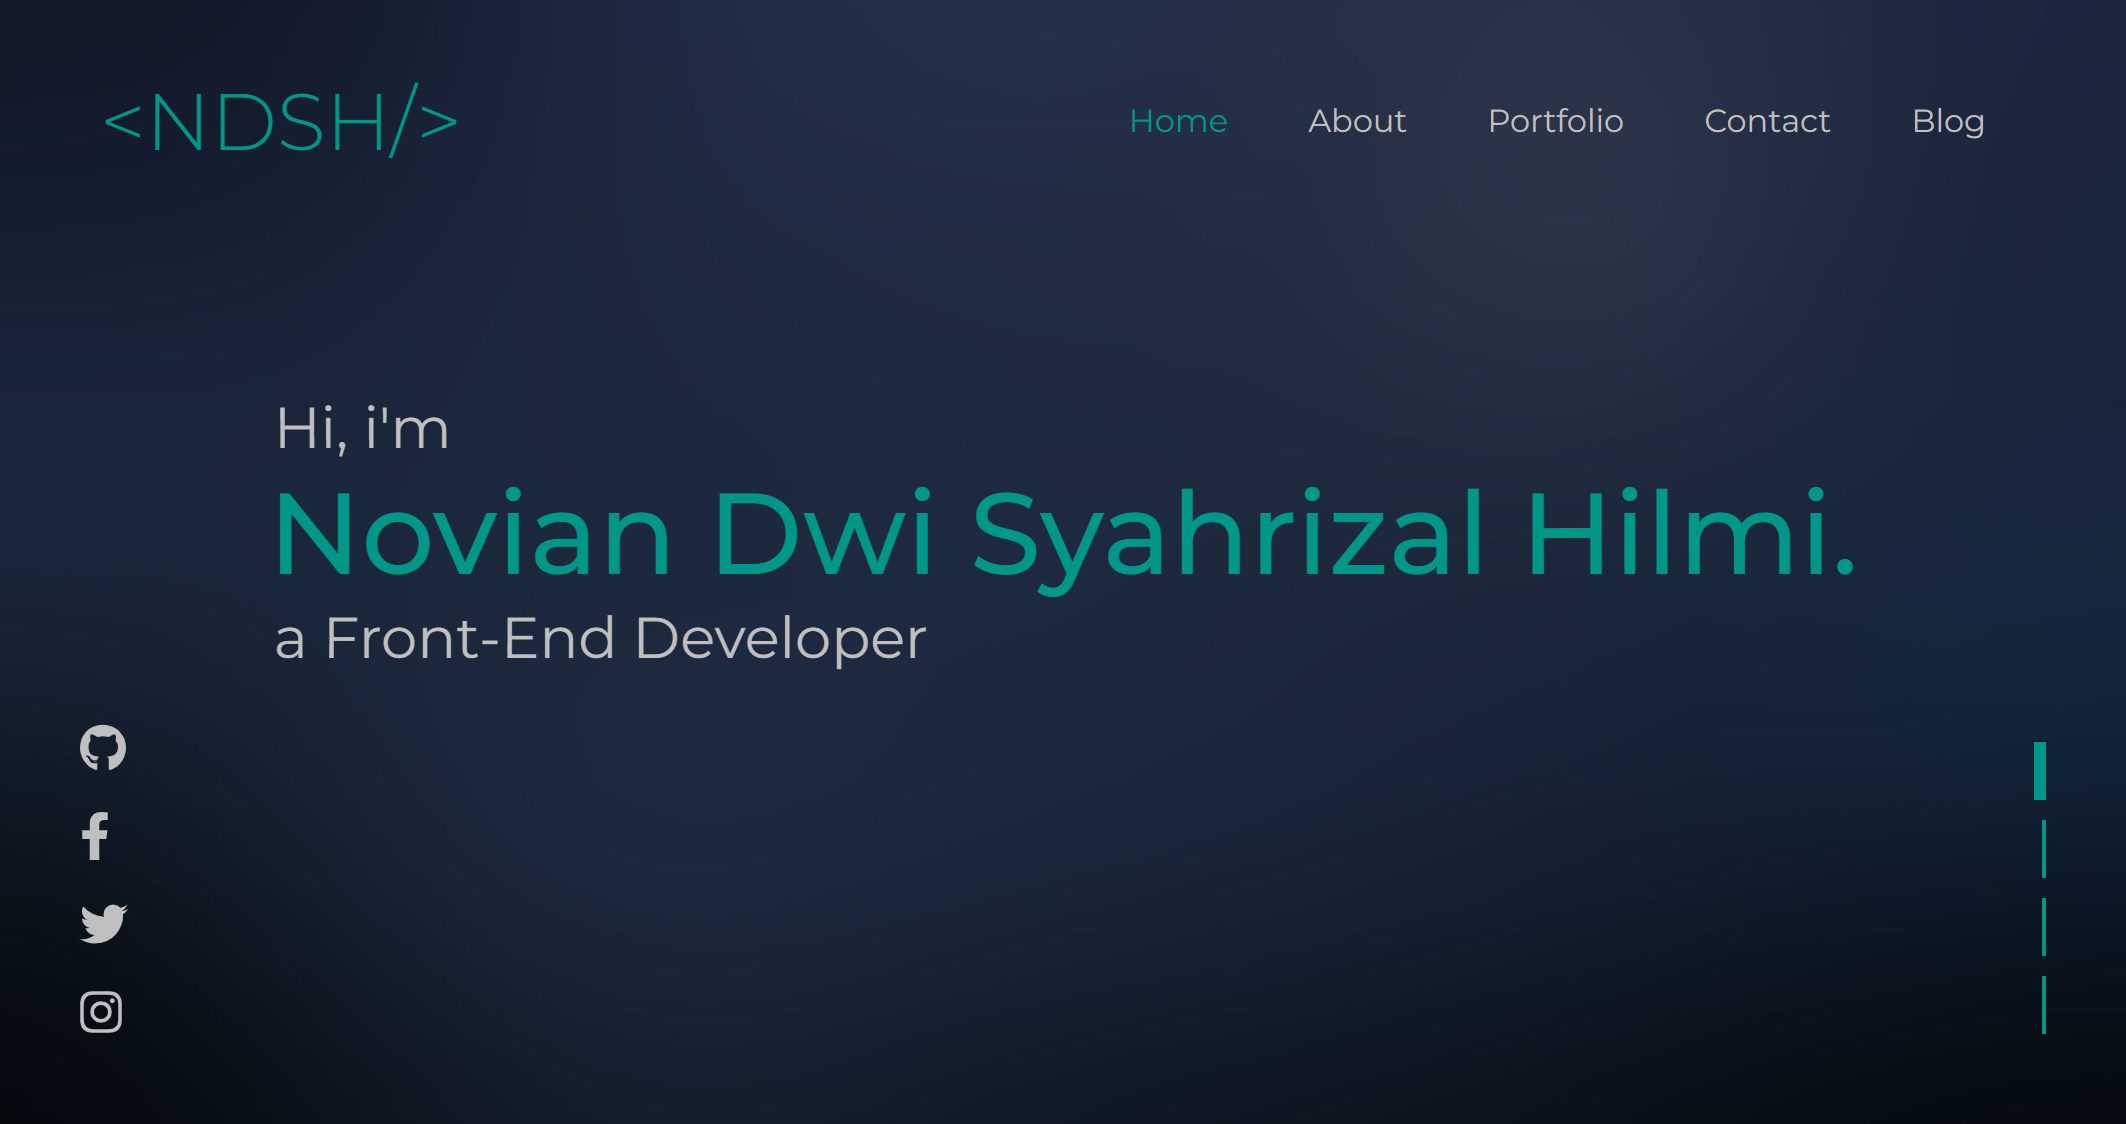 <NDSH/>
Home About Portfolio Contact Blog
Hi, i'm
Novian Dwi Syahrizal Hilmi.
a Front-End Developer